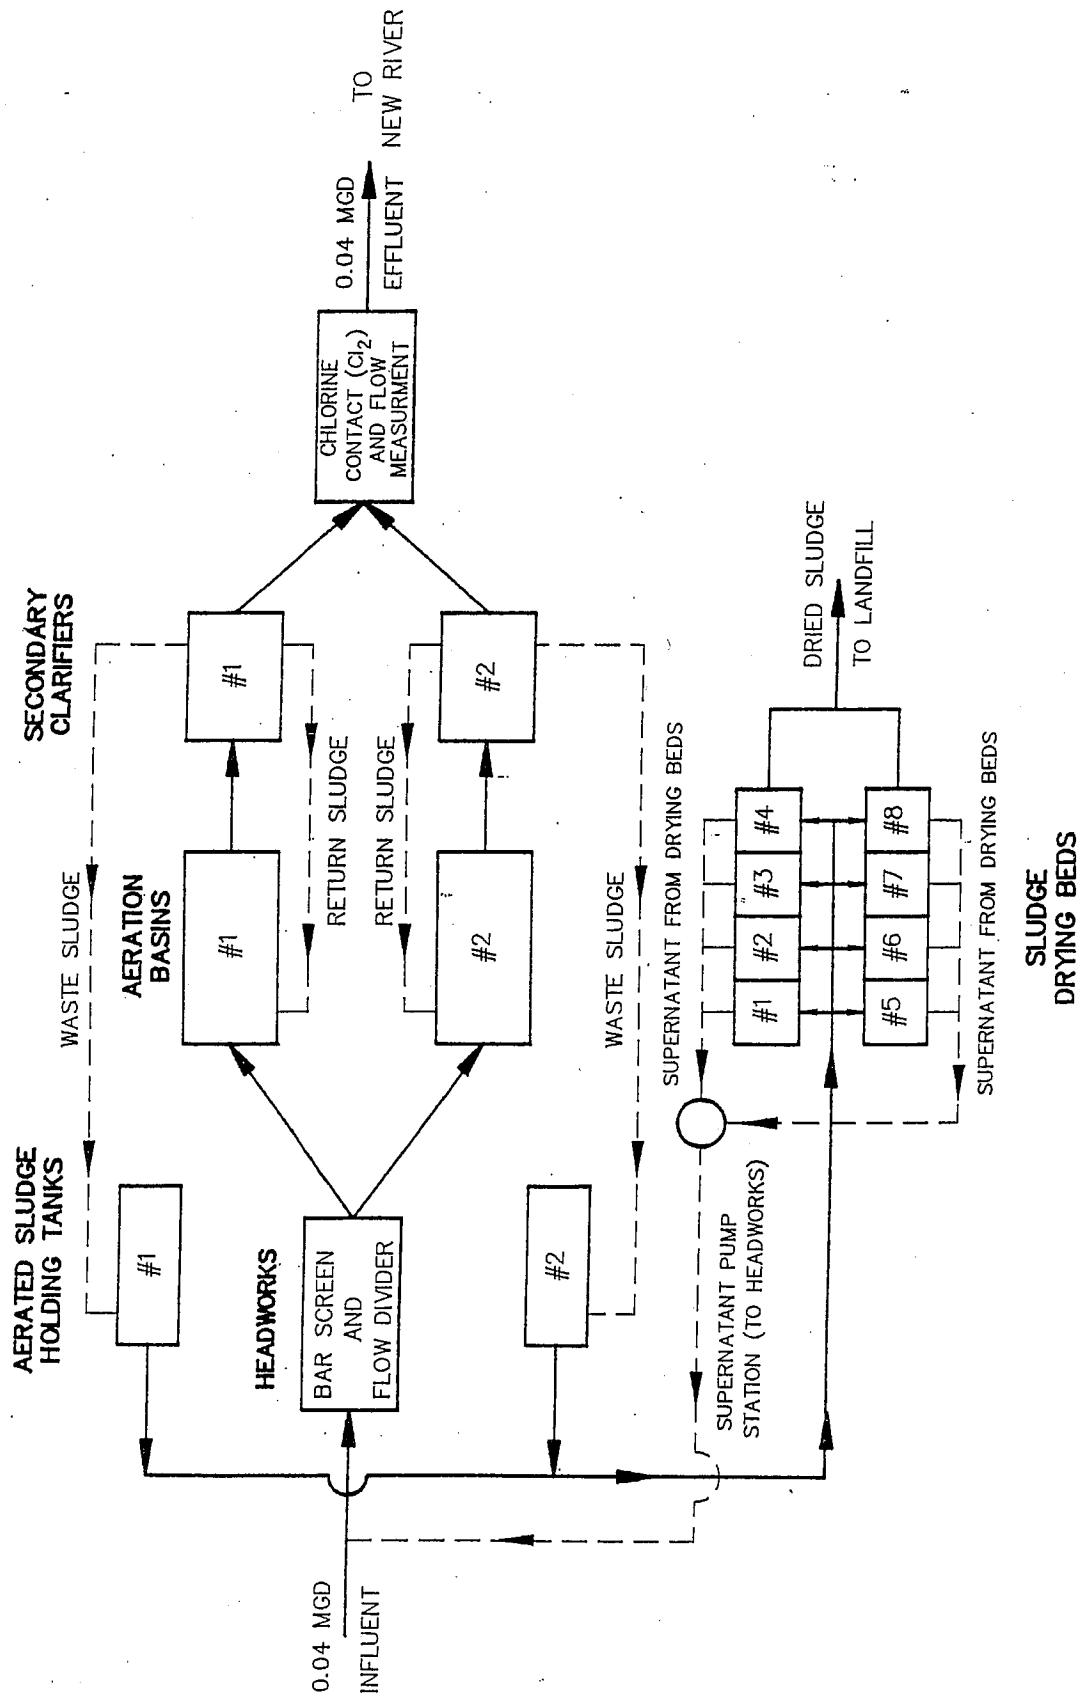 AERATED SLUDGE
HOLDING TANKS
#1
WASTE SLUDGE
SECONDARY
CLARIFIERS
AERATION
BASINS
#1
#1
RETURN SLUDGE
HEADWORKS
BAR SCREEN
AND
FLOW DIVIDER
0.04 MGD
INFLUENT
CHLORINE
CONTACT (Cl2)
AND FLOW
MEASURMENT
0.04 MGD
EFFLUENT
TO
NEW RIVER
RETURN SLUDGE
#2
#2
#2
WASTE SLUDGE
SUPERNATANT PUMP
STATION (TO HEADWORKS)
SUPERNATANT FROM DRYING BEDS
#1
#2
#3
#4
#5
#6
#7
#8
SUPERNATANT FROM DRYING BEDS
DRIED SLUDGE
TO LANDFILL
SLUDGE
DRYING BEDS